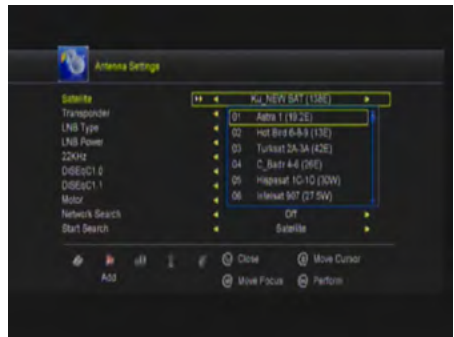 Antenna Settings
Satellite Ku_NEW SAT (138E)
Transponder
LNB Type
LNB Power
22KHz
DiSEqC1.0
DiSEqC1.1
Motor
Network Search Off
Start Search Satellite
01 Astra 1 (19.2E)
02 Hot Bird 6-8-9 (13E)
03 Turksat 2A-3A (42E)
04 C_Badr 4-6 (26E)
05 Hispasat 1C-1D (30W)
06 Intelsat 907 (27.5W)
Add
Close
Move Cursor
Move Focus
Perform